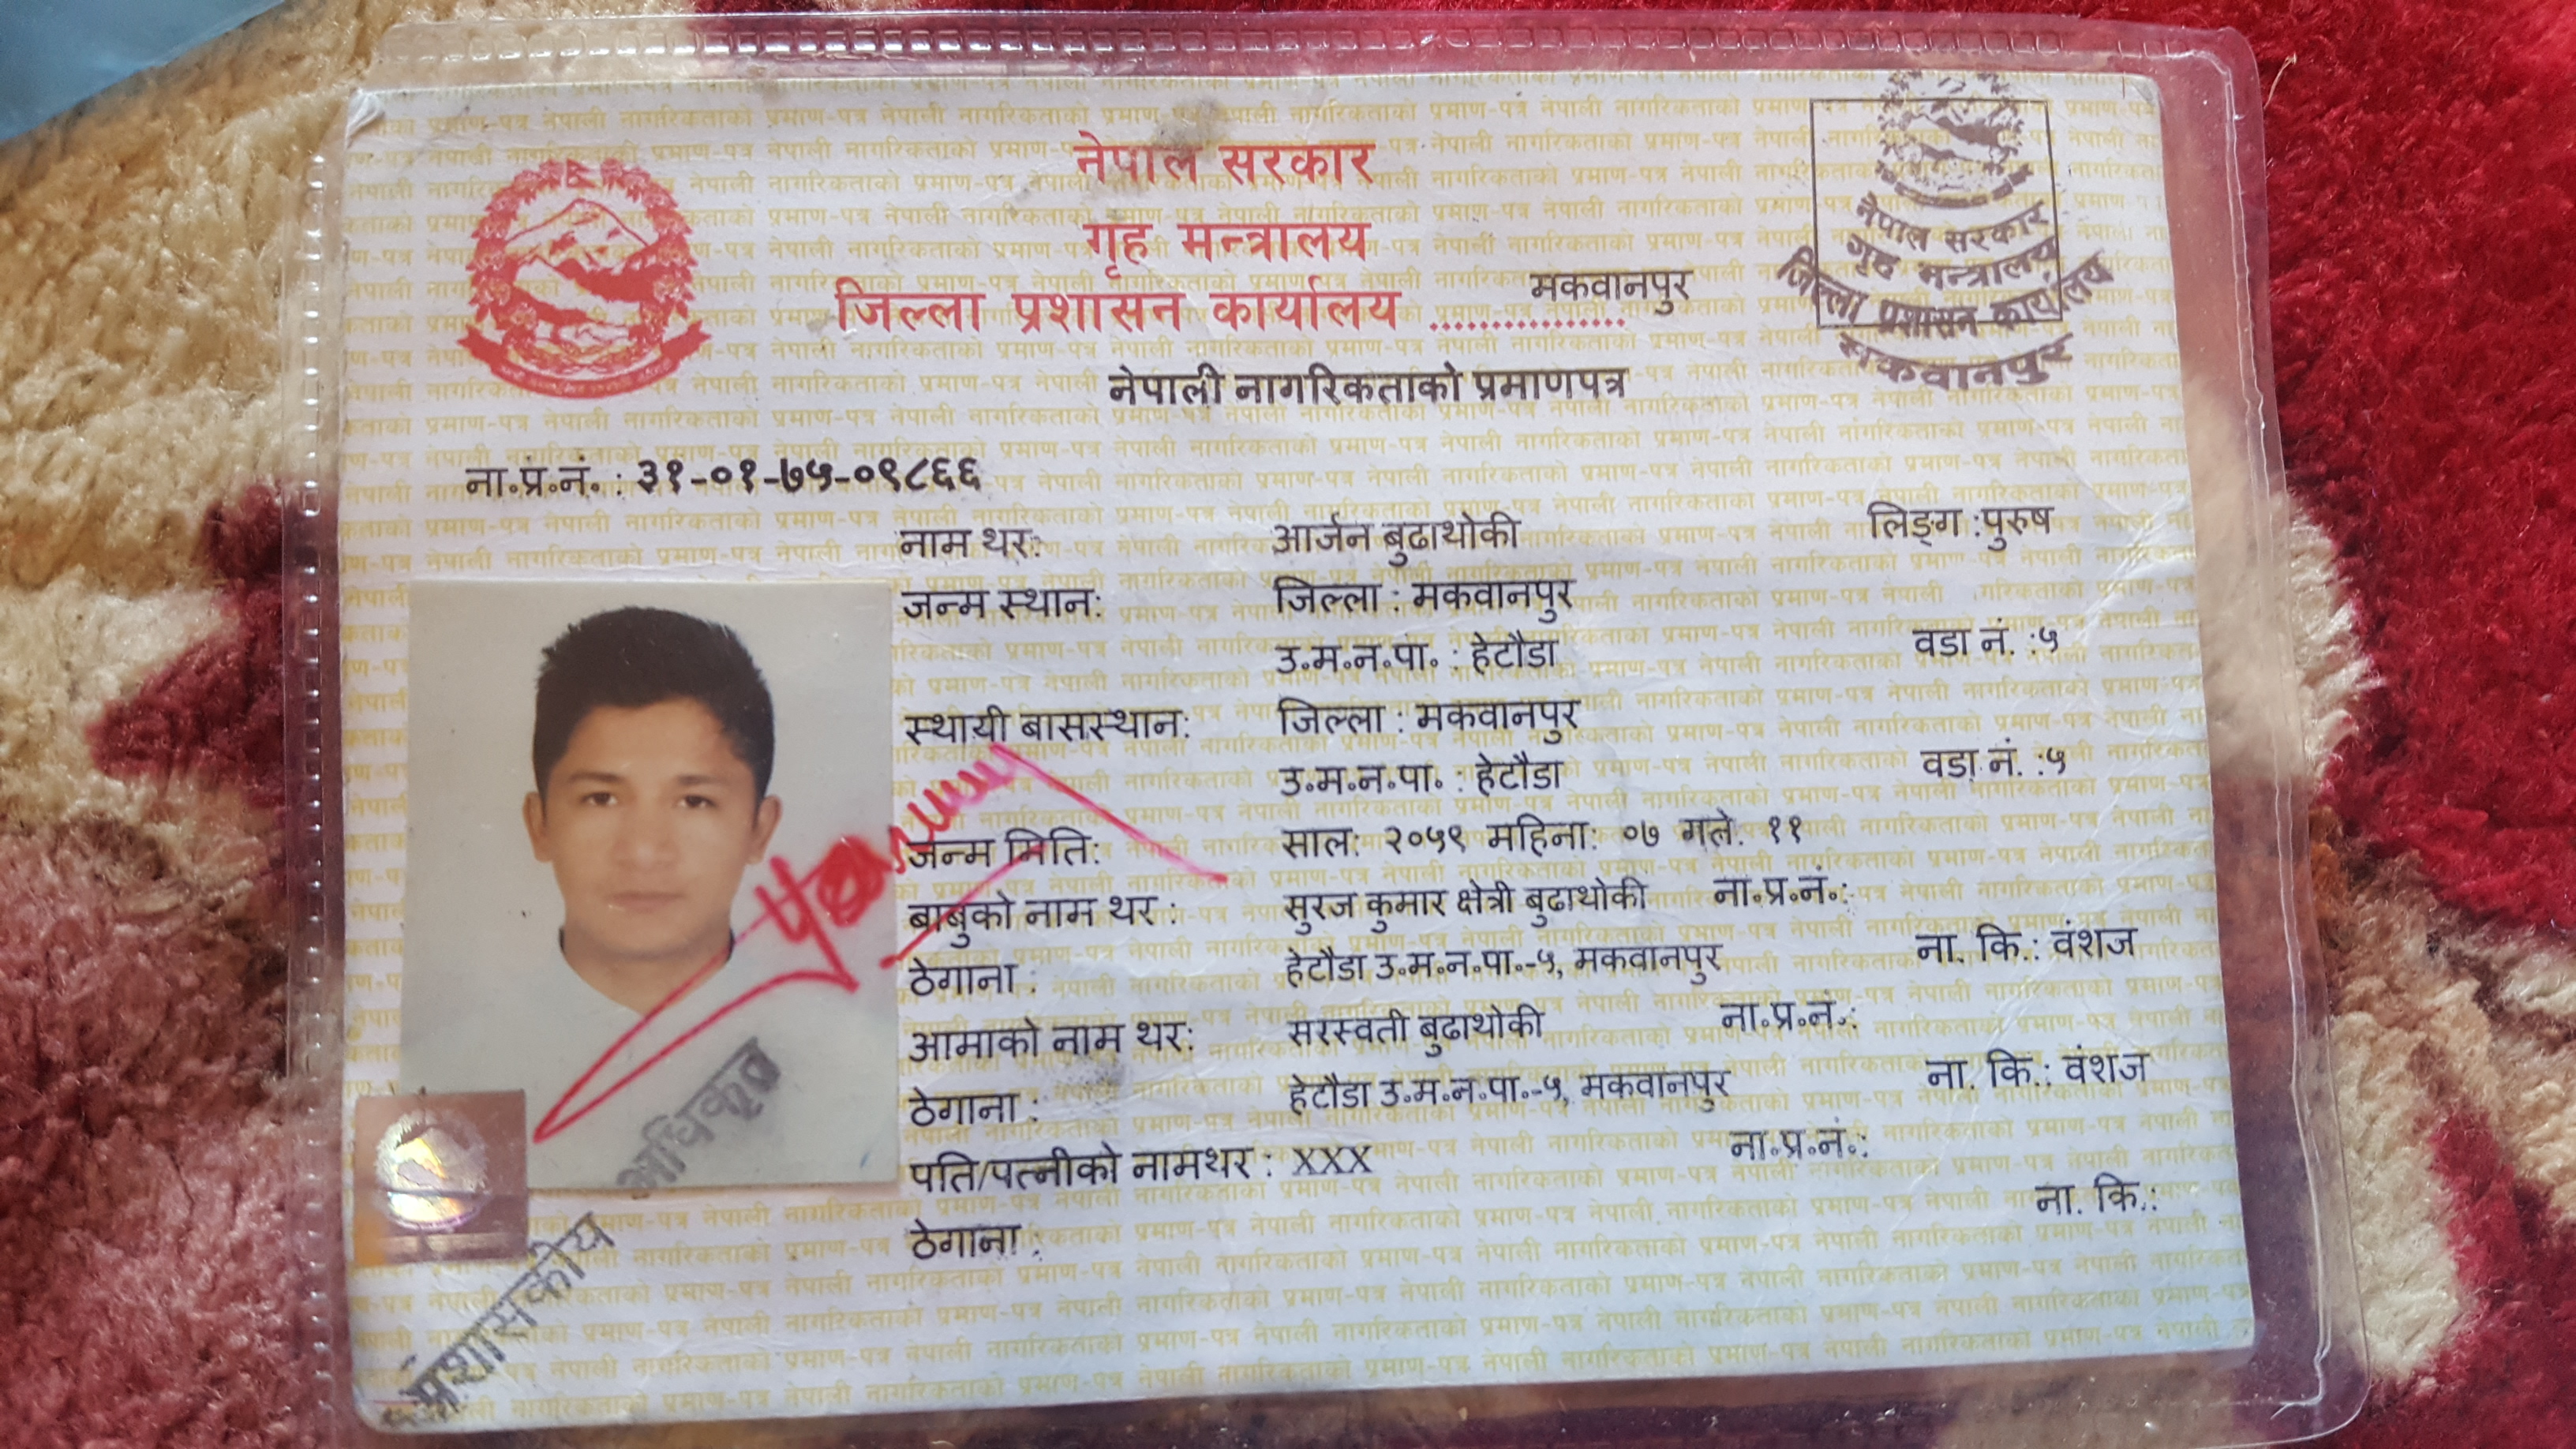 नेपाल सरकार
गृह मन्त्रालय
जिल्ला प्रशासन कार्यालय ................ मकवानपुर
नेपाली नागरिकताको प्रमाणपत्र
नेपाल सरकार
गृह मन्त्रालय
जिल्ला प्रशासन कार्यालय
मकवानपुर
ना.प्र.नं. : ३१-०१-७५-०९८६६
नाम थर: आर्जन बुढाथोकी लिङ्ग :पुरुष
जन्म स्थान: जिल्ला : मकवानपुर
उ.म.न.पा. : हेटौडा वडा नं. :५
स्थायी बासस्थान: जिल्ला : मकवानपुर
उ.म.न.पा. : हेटौडा वडा नं. :५
जन्म मिति: साल: २०५९ महिना: ०७ गते: ११
बाबुको नाम थर : सुरज कुमार क्षेत्री बुढाथोकी ना.प्र.नं.:
ठेगाना : हेटौडा उ.म.न.पा.-५, मकवानपुर ना. कि.: वंशज
आमाको नाम थर: सरस्वती बुढाथोकी ना.प्र.नं.:
ठेगाना : हेटौडा उ.म.न.पा.-५, मकवानपुर ना. कि.: वंशज
पति/पत्नीको नामथर : XXX ना.प्र.नं.:
ठेगाना : ना. कि.:
प्रशासकीय अधिकृत